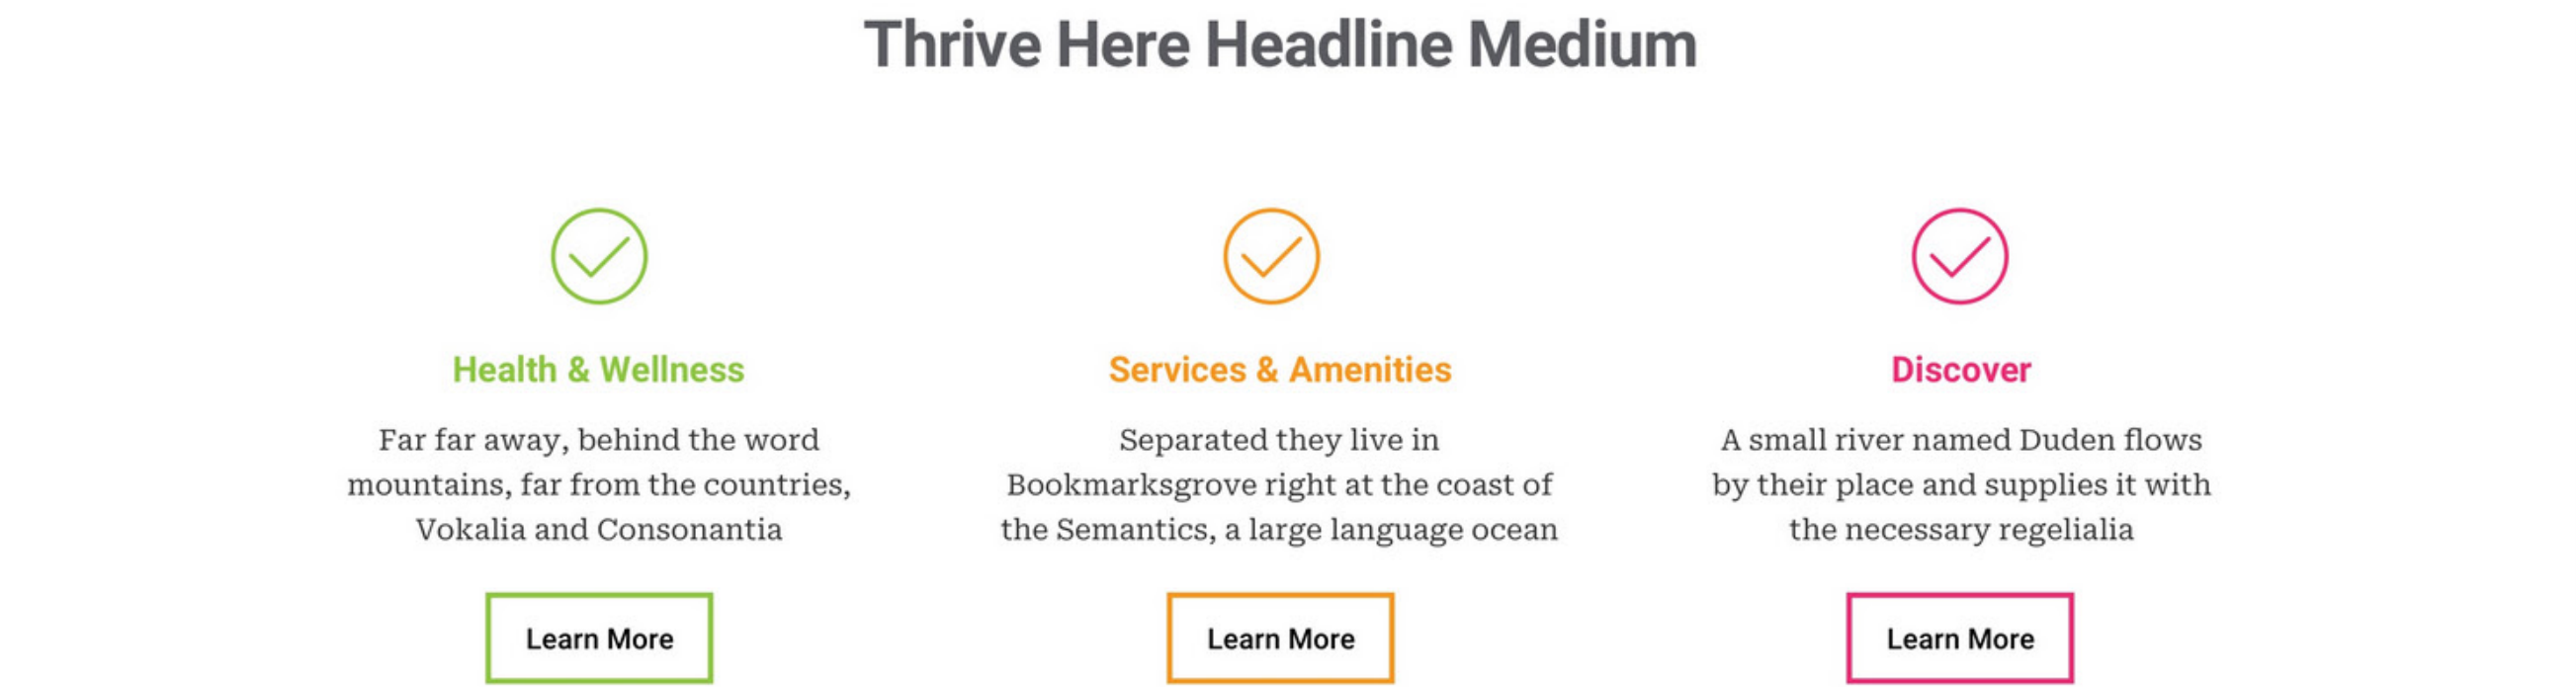 Thrive Here Headline Medium
Health & Wellness
Far far away, behind the word
mountains, far from the countries,
Vokalia and Consonantia
Learn More
Services & Amenities
Separated they live in
Bookmarksgrove right at the coast of
the Semantics, a large language ocean
Learn More
Discover
A small river named Duden flows
by their place and supplies it with
the necessary regelialia
Learn More